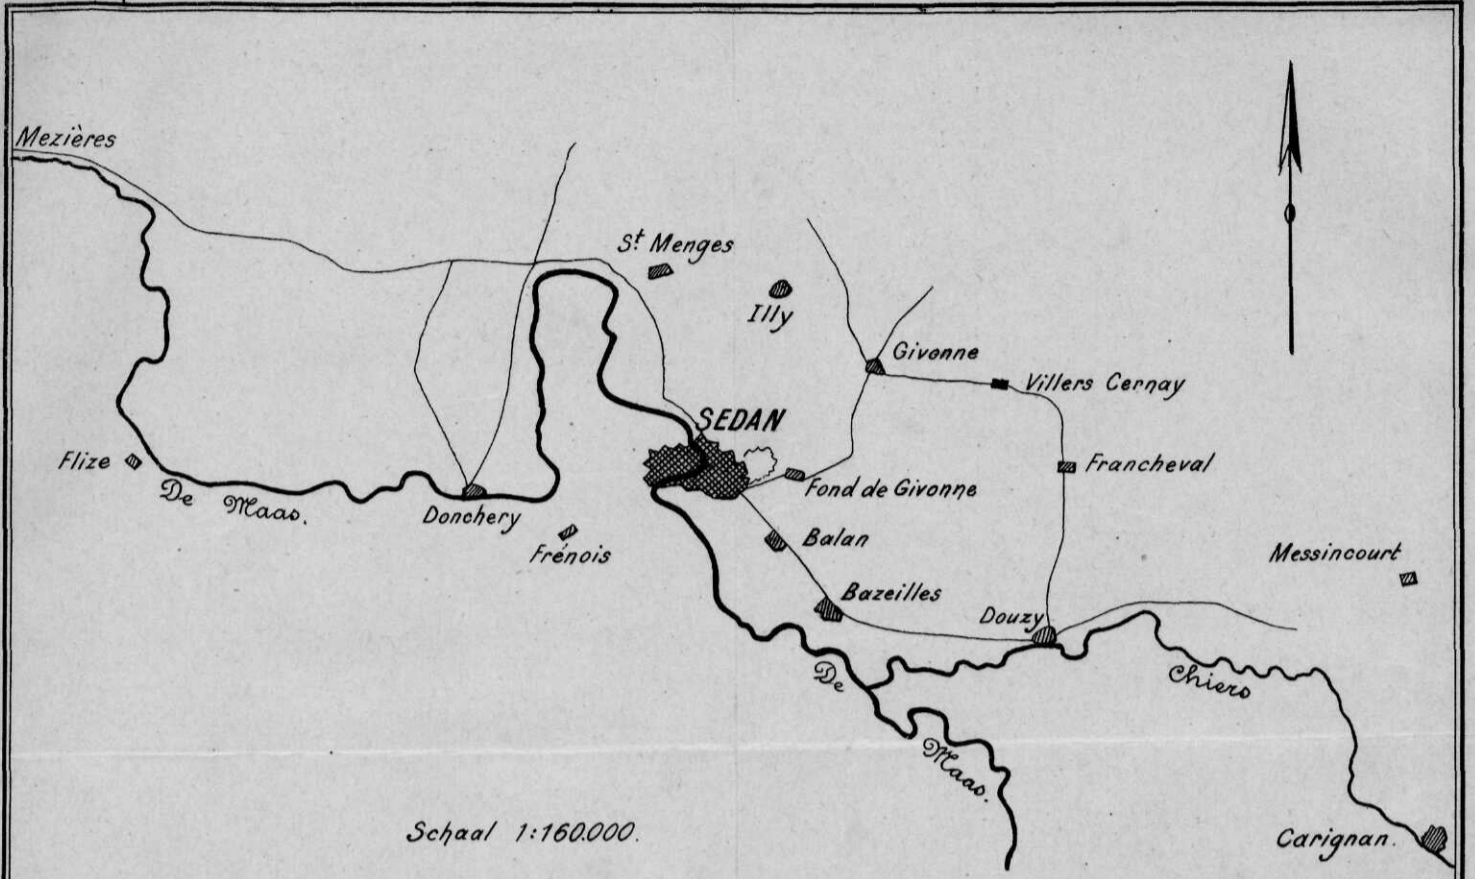 Mezières
St Menges
Illy
Givonne
Villers Cernay
SEDAN
Flize
Francheval
De Maas.
Fond de Givonne
Donchery
Frénois
Balan
Messincourt
Bazeilles
Douzy
De Maas.
Chiers
Schaal 1:160.000.
Carignan.